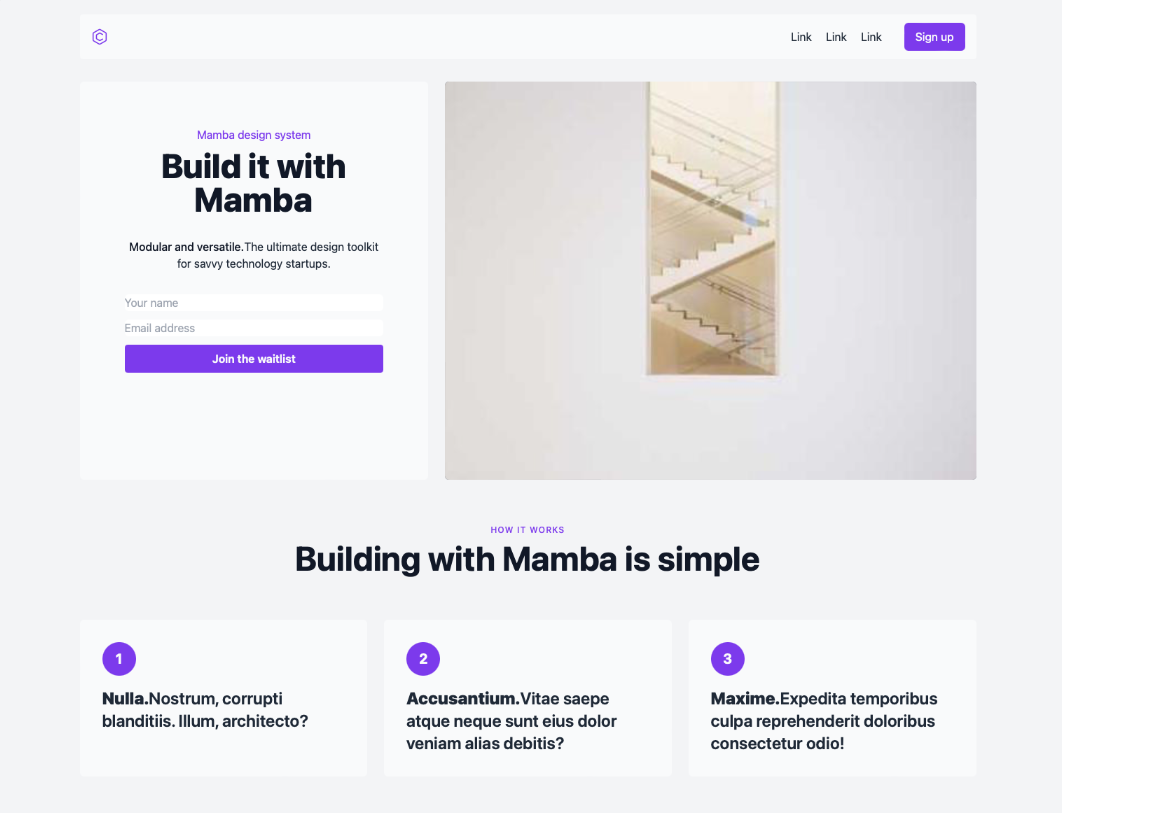 Link Link Link Sign up
Mamba design system
Build it with
Mamba
Modular and versatile.The ultimate design toolkit
for savvy technology startups.
Your name
Email address
Join the waitlist
HOW IT WORKS
Building with Mamba is simple
1
Nulla.Nostrum, corrupti
blanditiis. Illum, architecto?
2
Accusantium.Vitae saepe
atque neque sunt eius dolor
veniam alias debitis?
3
Maxime.Expedita temporibus
culpa reprehenderit doloribus
consectetur odio!